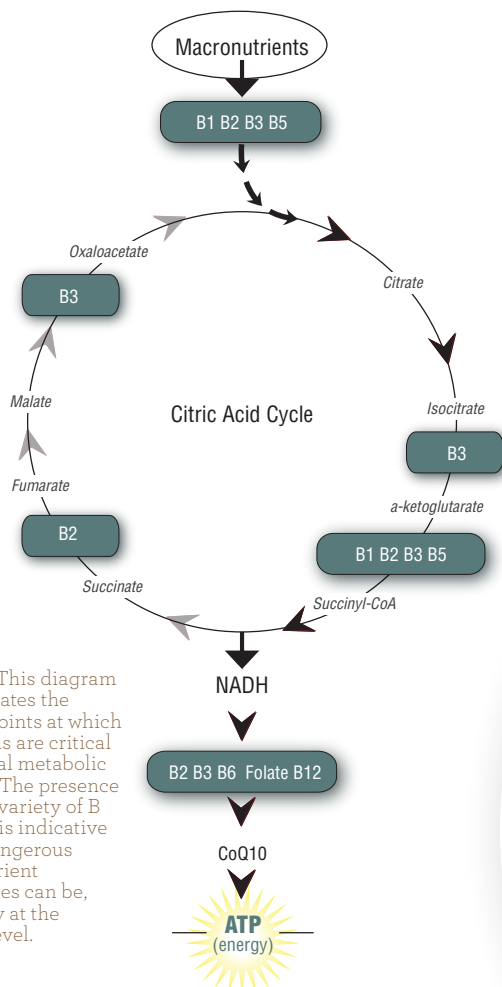 Macronutrients
B1 B2 B3 B5
Oxaloacetate
Citrate
B3
Malate
Citric Acid Cycle
Isocitrate
B3
Fumarate
a-ketoglutarate
B2
B1 B2 B3 B5
Succinate
Succinyl-CoA
NADH
B2 B3 B6 Folate B12
CoQ10
ATP
(energy)
This diagram
ates the
oints at which
s are critical
al metabolic
The presence
variety of B
is indicative
ngerous
rient
es can be,
y at the
evel.